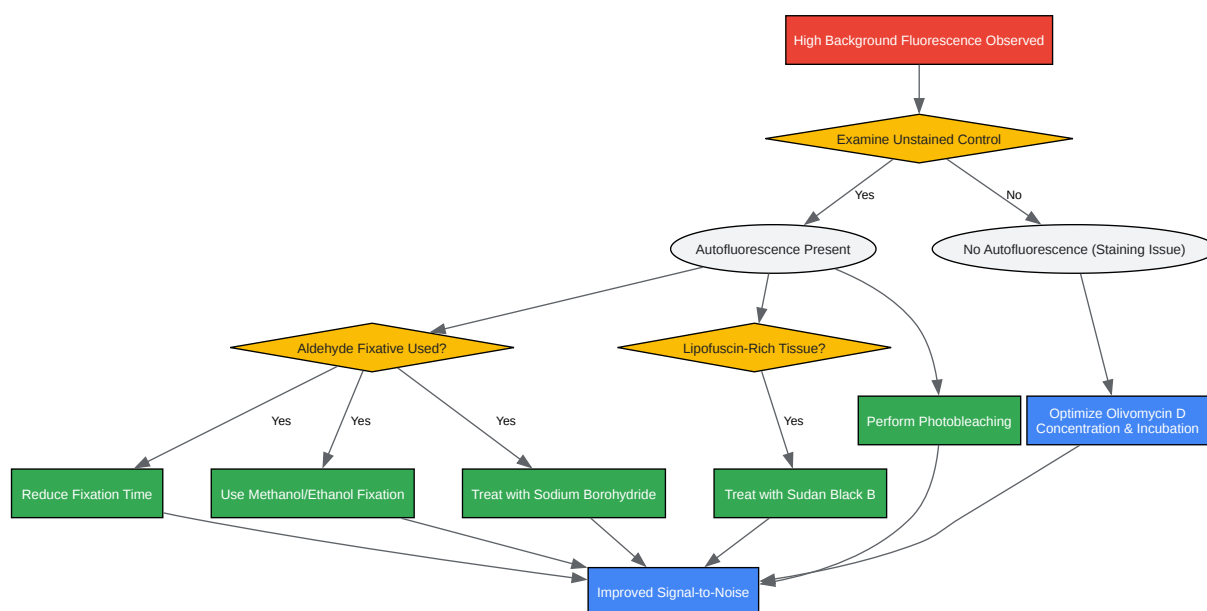 High Background Fluorescence Observed
Examine Unstained Control
Yes
No
Autofluorescence Present
No Autofluorescence (Staining Issue)
Aldehyde Fixative Used?
Lipofuscin-Rich Tissue?
Yes
Yes
Yes
Yes
Perform Photobleaching
Optimize Olivomycin D
Concentration & Incubation
Reduce Fixation Time
Use Methanol/Ethanol Fixation
Treat with Sodium Borohydride
Treat with Sudan Black B
Improved Signal-to-Noise